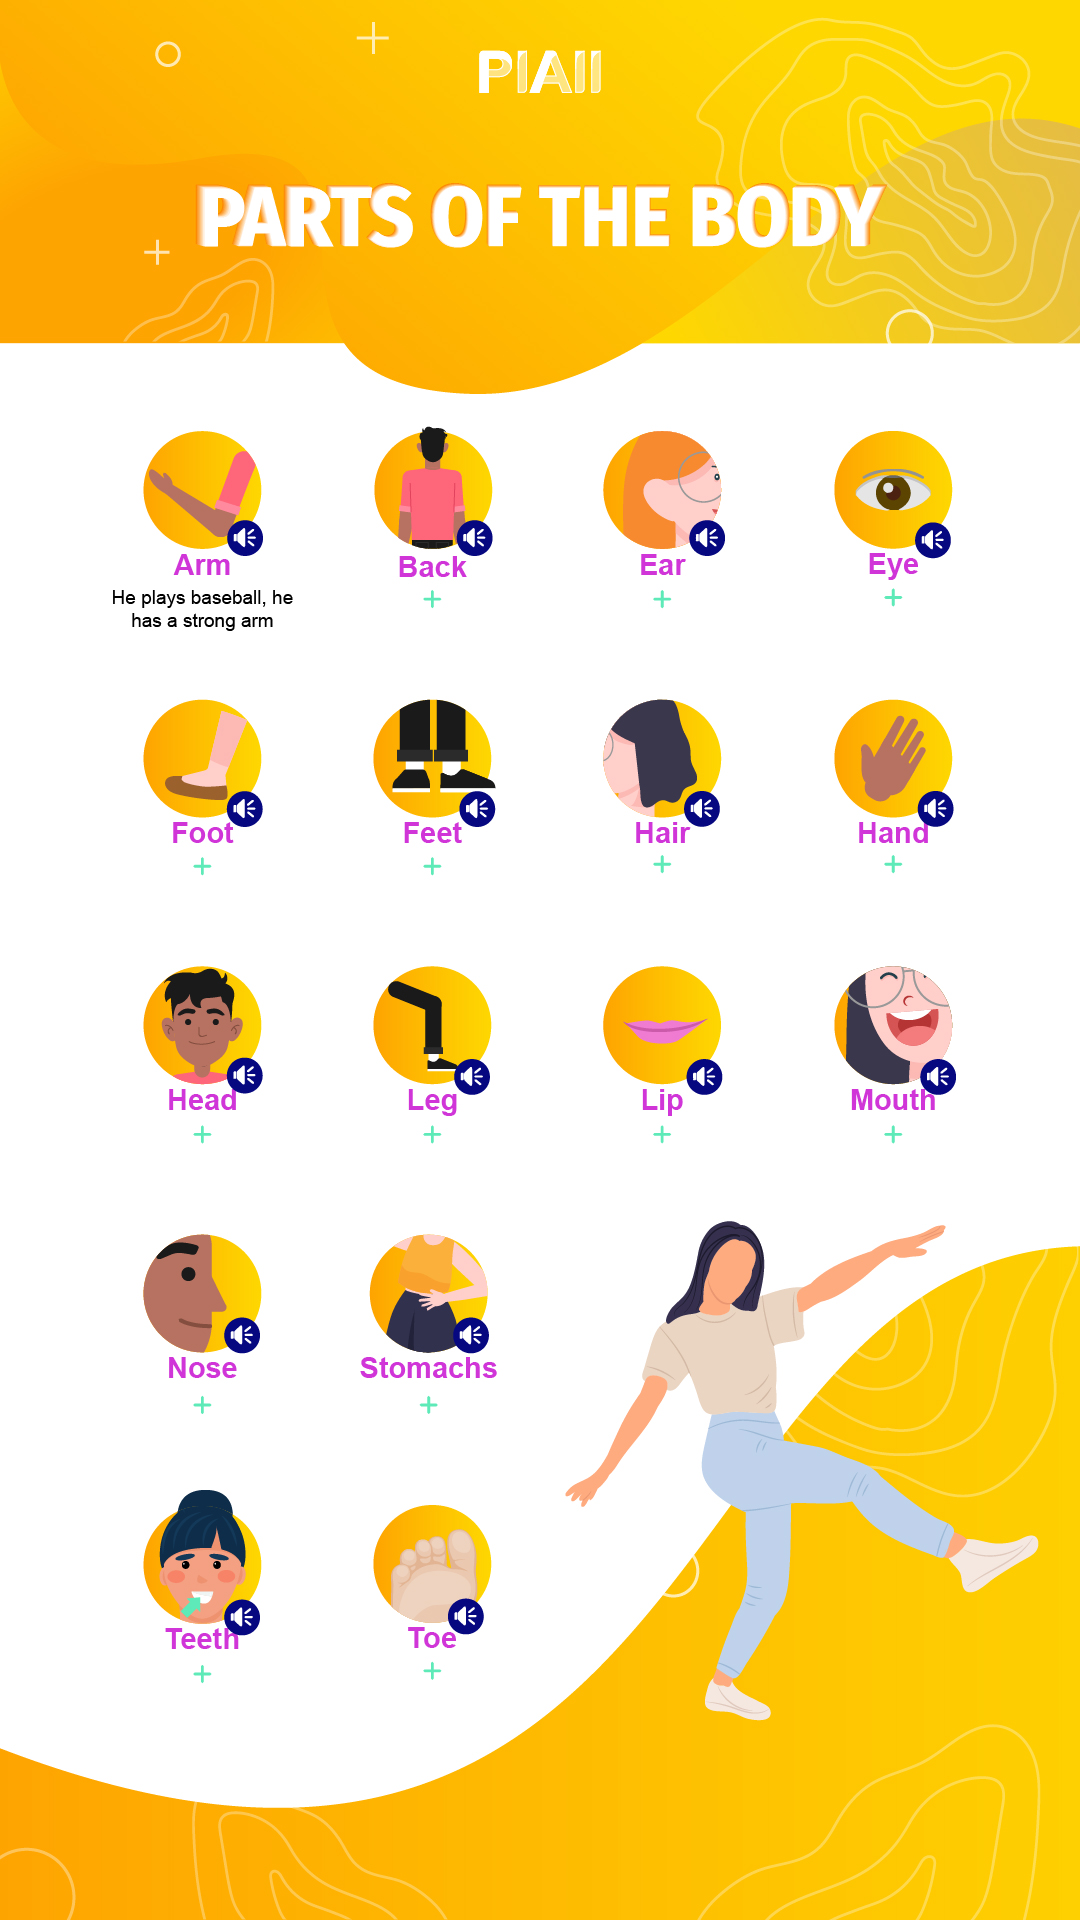 PIAII
PARTS OF THE BODY
Arm
He plays baseball, he
has a strong arm
Back
+
Ear
+
Eye
+
Foot
+
Feet
+
Hair
+
Hand
+
Head
+
Leg
+
Lip
+
Mouth
+
Nose
+
Stomachs
+
Teeth
+
Toe
+